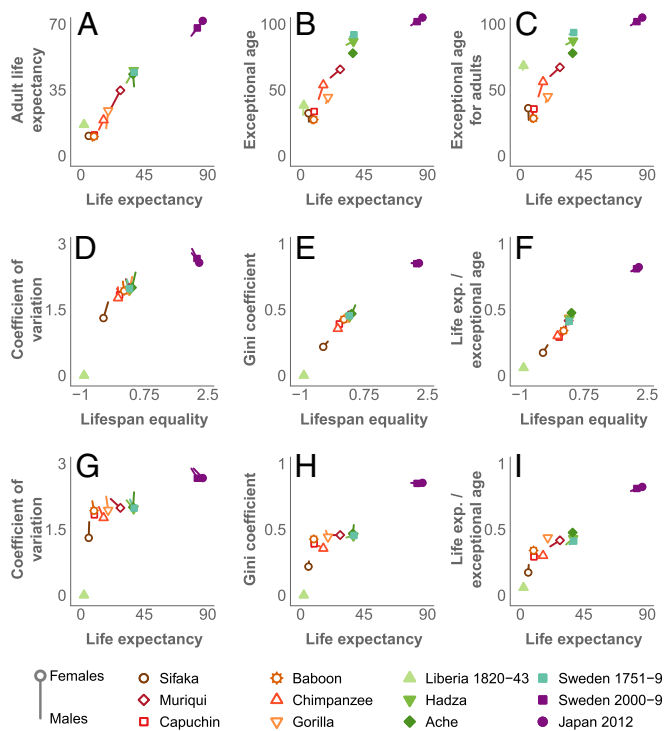 A
B
C
70
35
0
Adult life
expectancy
0 45 90
Life expectancy
100
50
0
Exceptional age
0 45 90
Life expectancy
100
50
0
Exceptional age
for adults
0 45 90
Life expectancy
D
E
F
3
1.5
0
Coefficient of
variation
−1 0.75 2.5
Lifespan equality
1
0.5
0
Gini coefficient
−1 0.75 2.5
Lifespan equality
1
0.5
0
Life exp. /
exceptional age
−1 0.75 2.5
Lifespan equality
G
H
I
3
1.5
0
Coefficient of
variation
0 45 90
Life expectancy
1
0.5
0
Gini coefficient
0 45 90
Life expectancy
1
0.5
0
Life exp. /
exceptional age
0 45 90
Life expectancy
Females
Males
Sifaka
Muriqui
Capuchin
Baboon
Chimpanzee
Gorilla
Liberia 1820−43
Hadza
Ache
Sweden 1751−9
Sweden 2000−9
Japan 2012